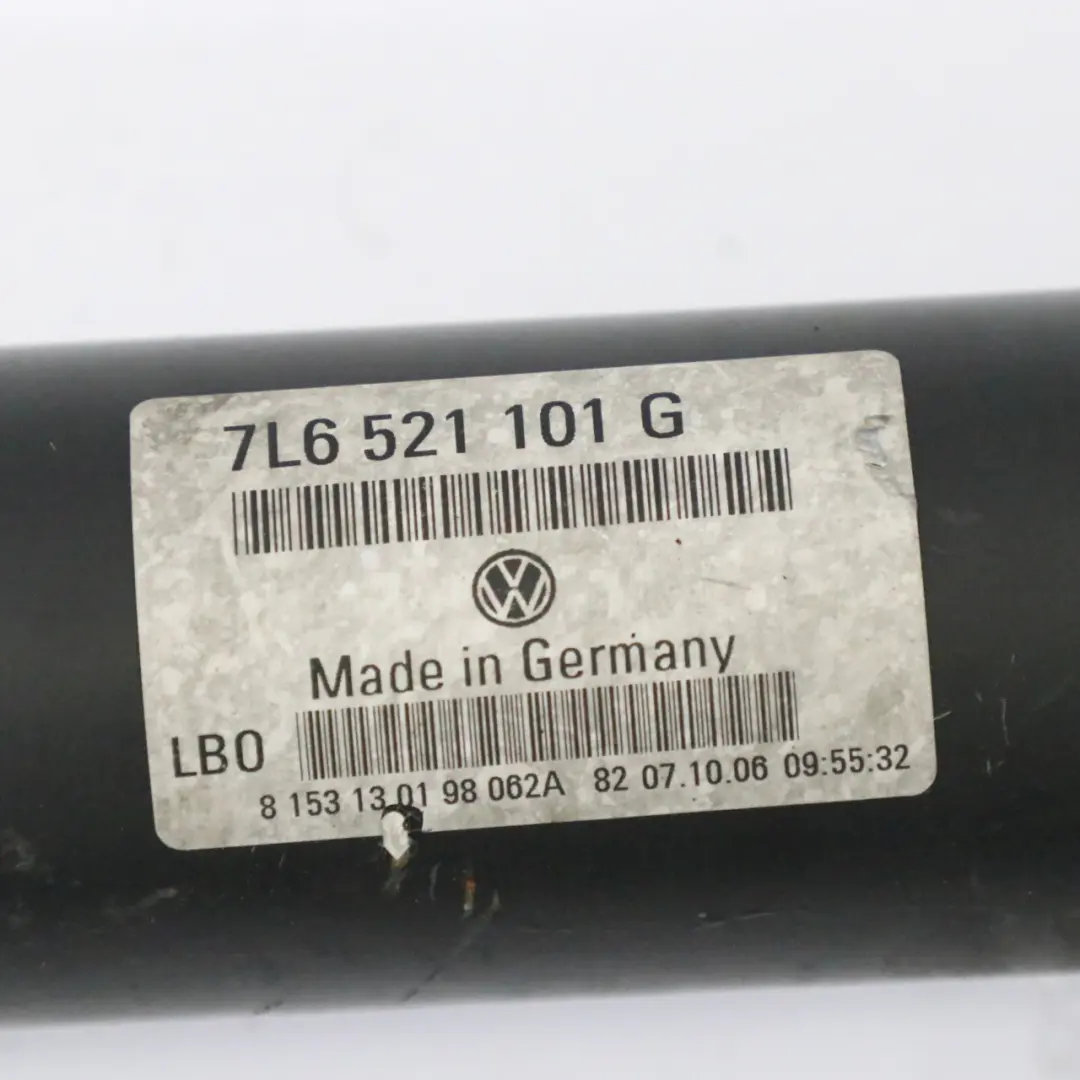 7L6 521 101 G
Made in Germany
LB0
8 153 13 01 98 062A 82 07.10.06 09:55:32